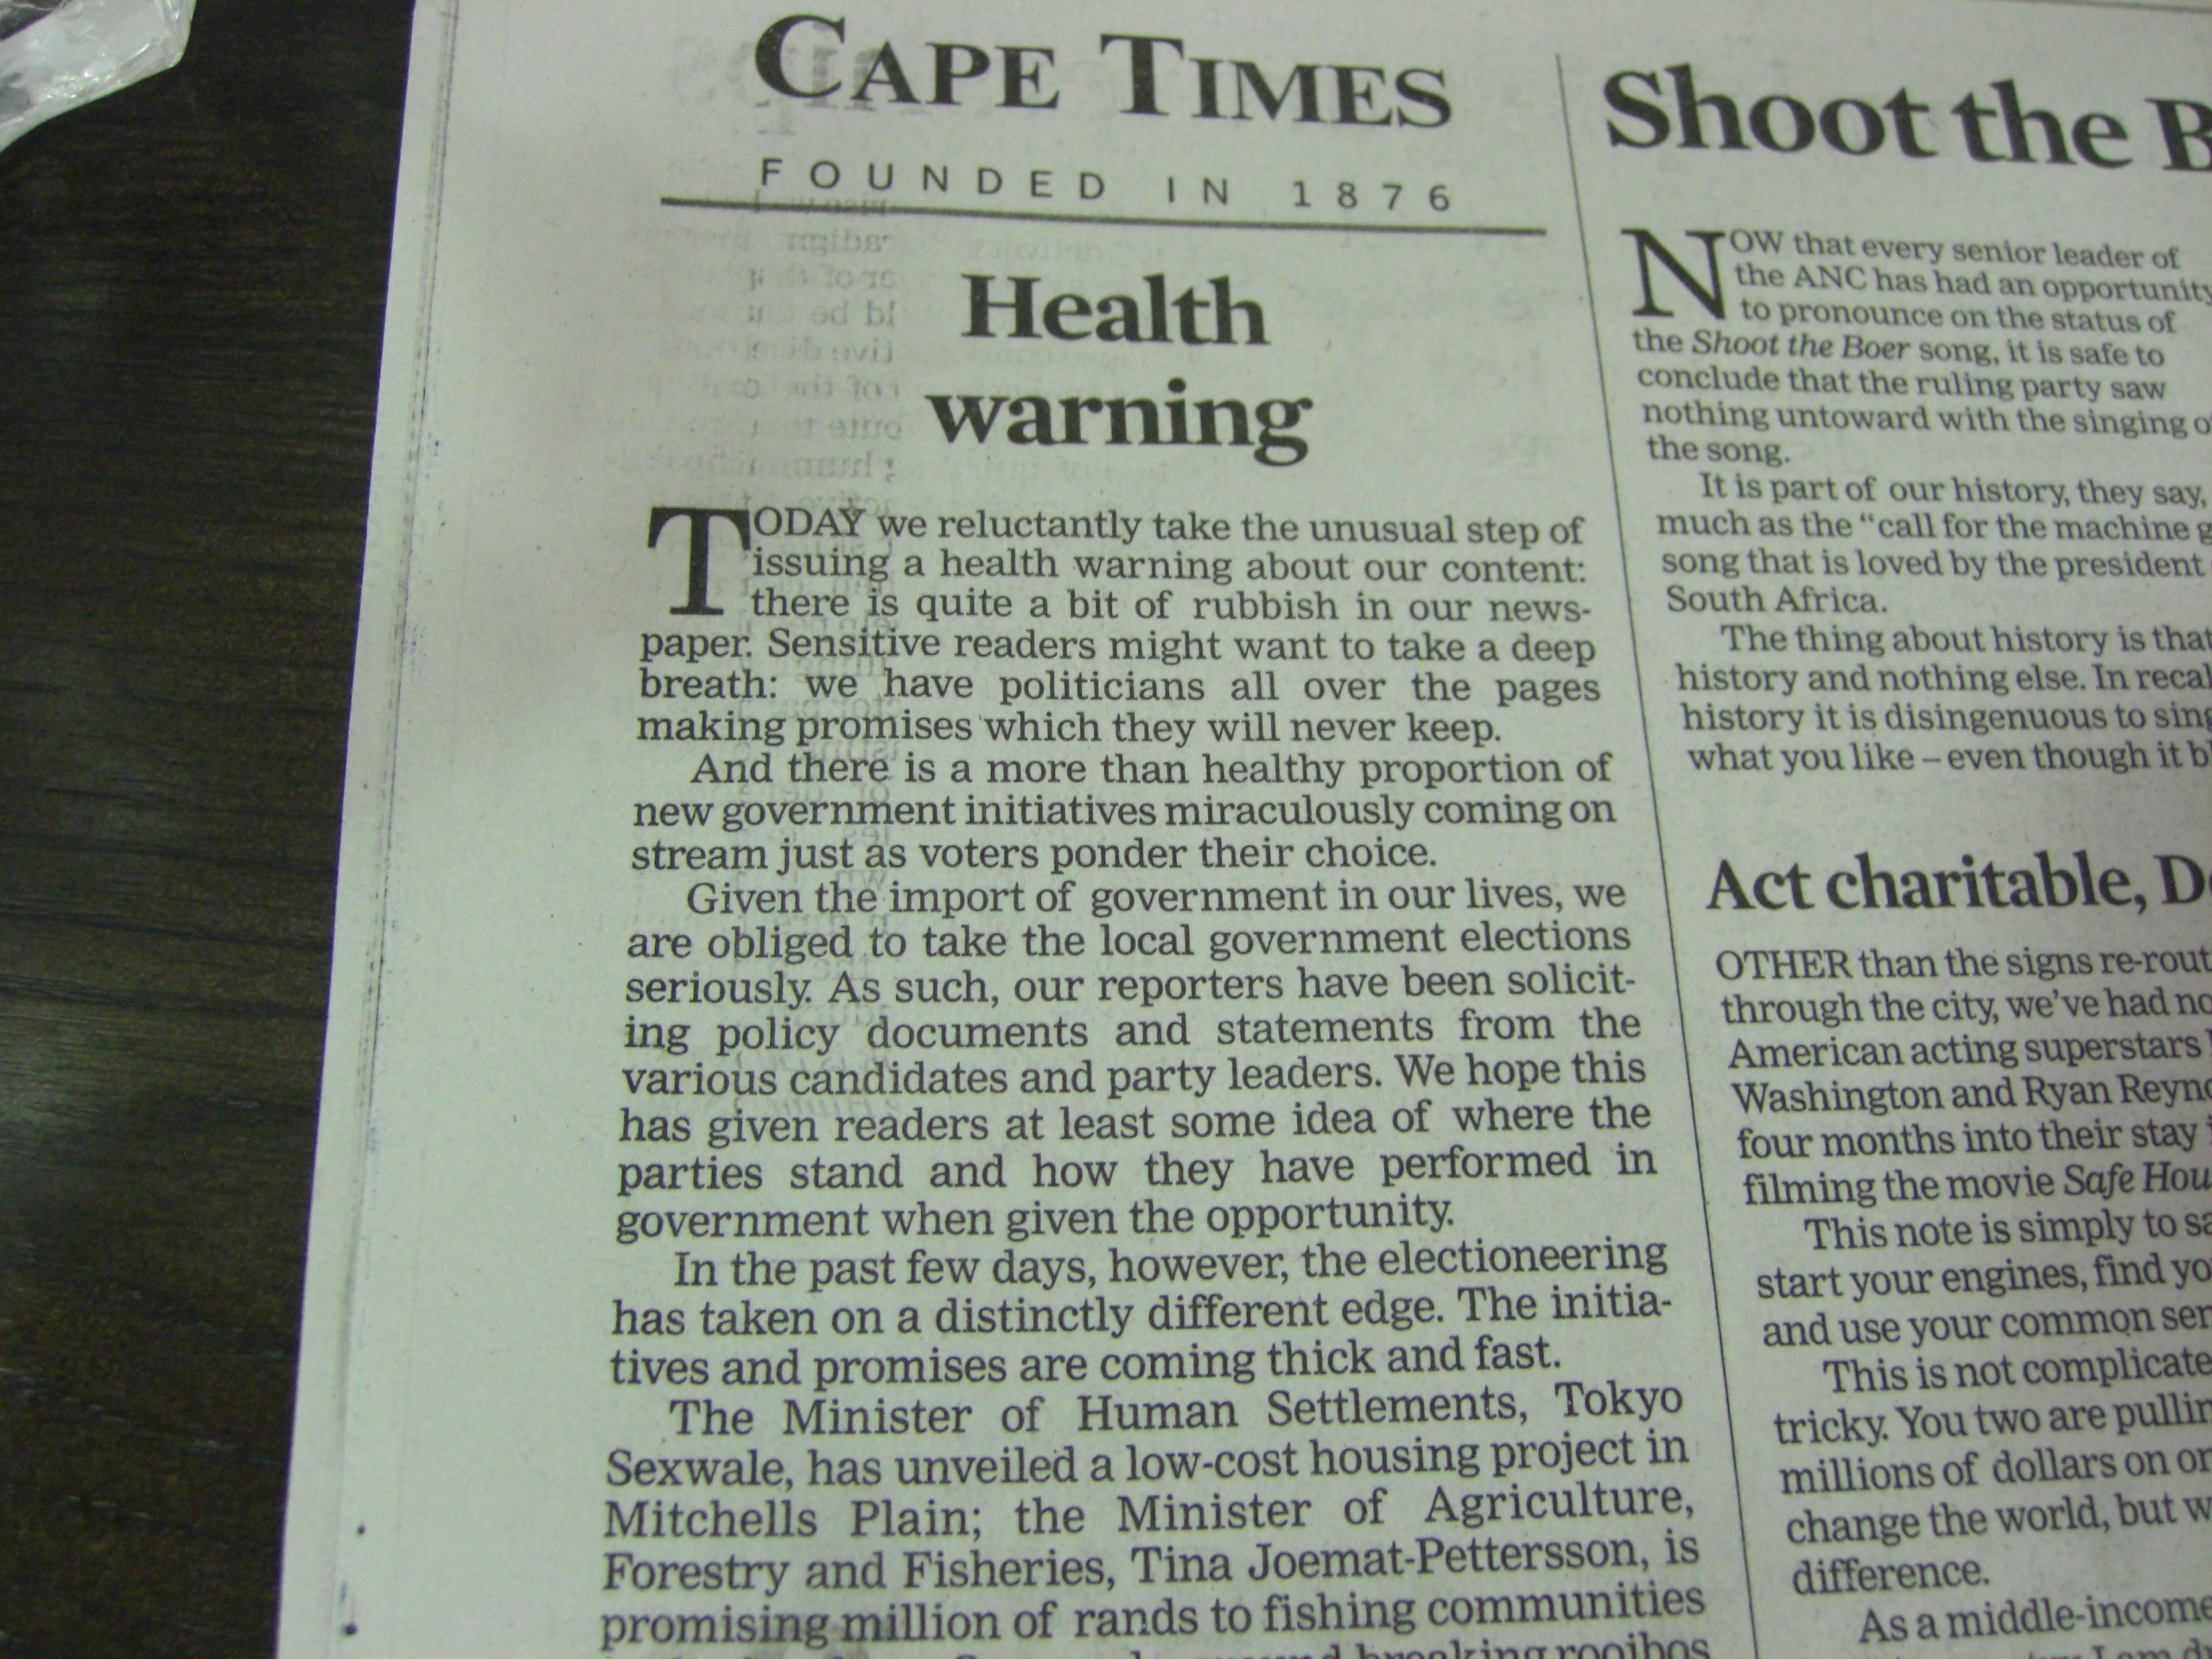 CAPE TIMES
FOUNDED IN 1876
Health
warning
TODAY we reluctantly take the unusual step of
issuing a health warning about our content:
there is quite a bit of rubbish in our news-
paper. Sensitive readers might want to take a deep
breath: we have politicians all over the pages
making promises which they will never keep.
And there is a more than healthy proportion of
new government initiatives miraculously coming on
stream just as voters ponder their choice.
Given the import of government in our lives, we
are obliged to take the local government elections
seriously. As such, our reporters have been solicit-
ing policy documents and statements from the
various candidates and party leaders. We hope this
has given readers at least some idea of where the
parties stand and how they have performed in
government when given the opportunity.
In the past few days, however, the electioneering
has taken on a distinctly different edge. The initia-
tives and promises are coming thick and fast.
The Minister of Human Settlements, Tokyo
Sexwale, has unveiled a low-cost housing project in
Mitchells Plain; the Minister of Agriculture,
Forestry and Fisheries, Tina Joemat-Pettersson, is
promising million of rands to fishing communities
breaking rooibos
Shoot the B
NOW that every senior leader of
the ANC has had an opportunity
to pronounce on the status of
the Shoot the Boer song, it is safe to
conclude that the ruling party saw
nothing untoward with the singing o
the song.
It is part of our history, they say,
much as the “call for the machine g
song that is loved by the president
South Africa.
The thing about history is that
history and nothing else. In recal
history it is disingenuous to sing
what you like – even though it bl
Act charitable, De
OTHER than the signs re-rout
through the city, we’ve had no
American acting superstars
Washington and Ryan Reyno
four months into their stay i
filming the movie Safe Hou
This note is simply to sa
start your engines, find yo
and use your common sen
This is not complicate
tricky. You two are pullin
millions of dollars on or
change the world, but w
difference.
As a middle-income